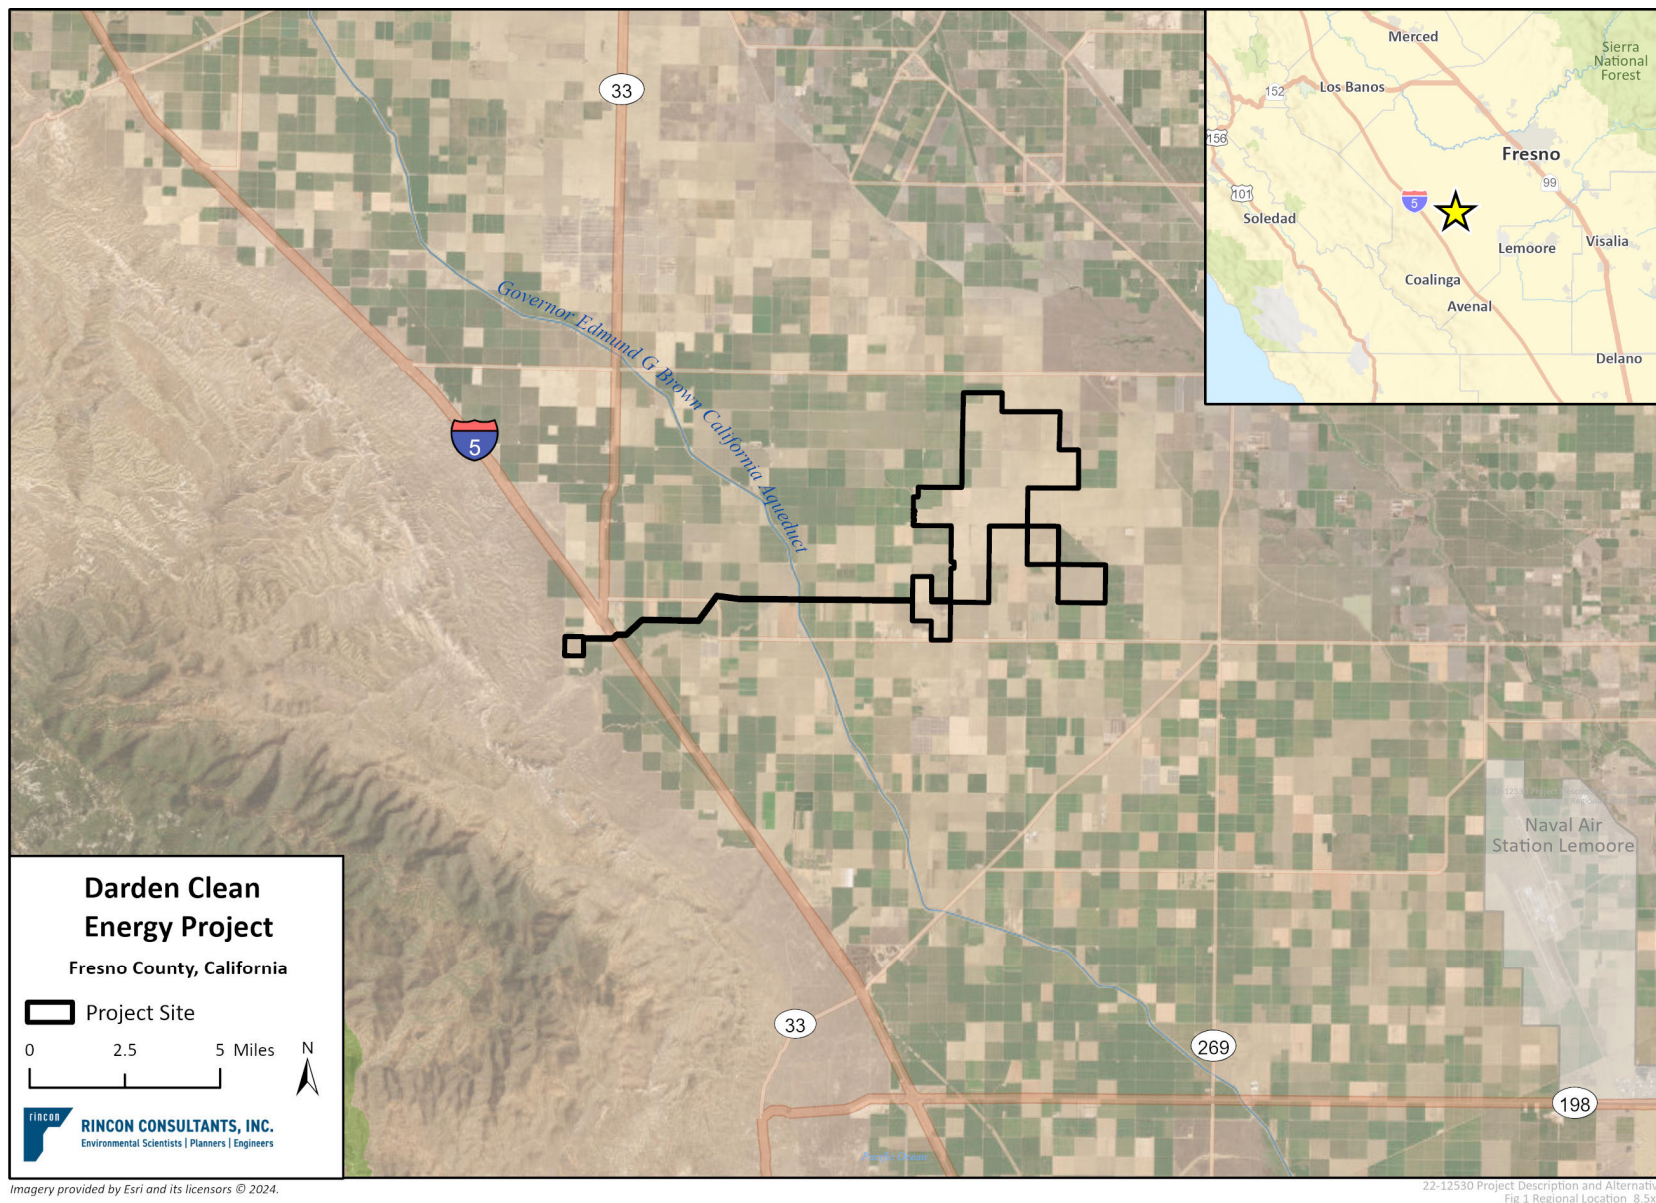 33
Governor Edmund G Brown California Aqueduct
5
Merced
Sierra
National
Forest
152
Los Banos
156
Fresno
99
101
5
Soledad
Lemoore
Visalia
Coalinga
Avenal
Delano
Naval Air
Station Lemoore
33
269
198
Darden Clean
Energy Project
Fresno County, California
Project Site
0 2.5 5 Miles
N
rincon
RINCON CONSULTANTS, INC.
Environmental Scientists | Planners | Engineers
Imagery provided by Esri and its licensors © 2024.
22-12530 Project Description and Alternativ
Fig 1 Regional Location 8.5x